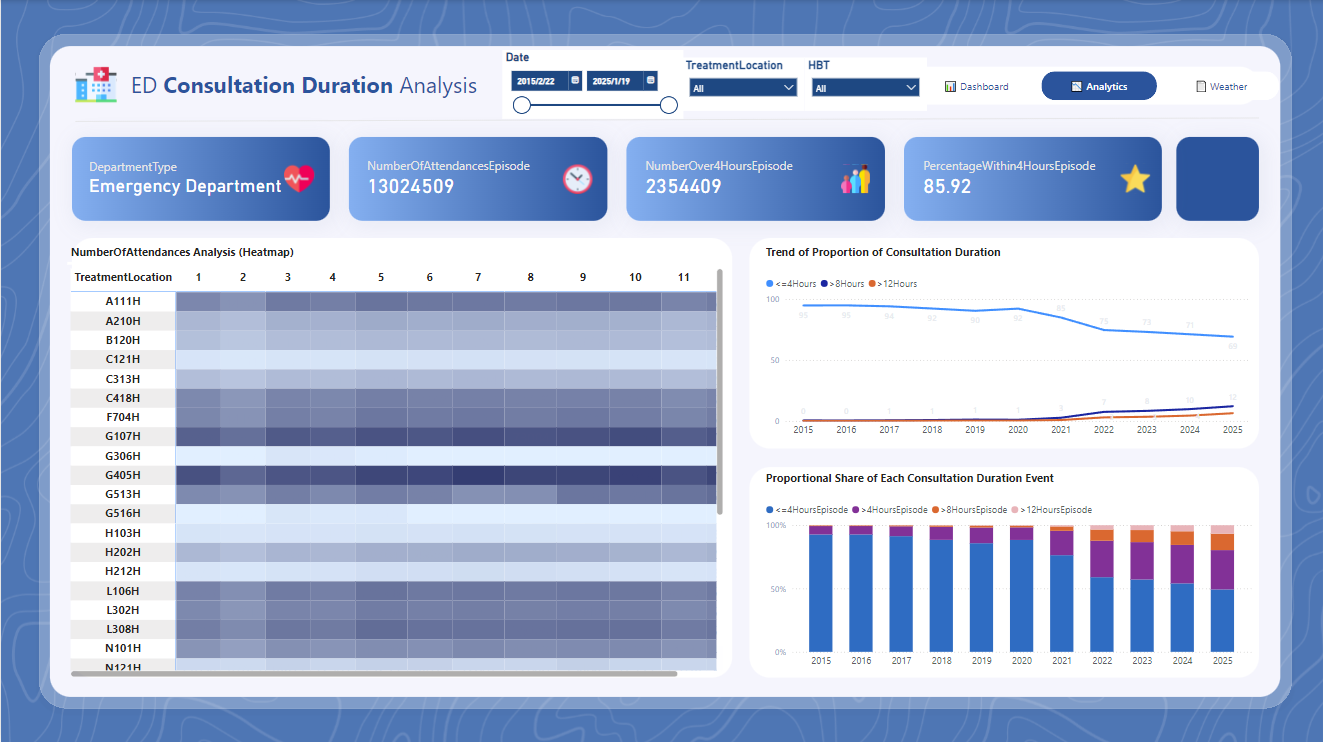 ED Consultation Duration Analysis
Date
2015/2/22 2025/1/19
TreatmentLocation
All
HBT
All
Dashboard
Analytics
Weather
DepartmentType
Emergency Department
NumberOfAttendancesEpisode
13024509
NumberOver4HoursEpisode
2354409
PercentageWithin4HoursEpisode
85.92
NumberOfAttendances Analysis (Heatmap)
TreatmentLocation 1 2 3 4 5 6 7 8 9 10 11
A111H
A210H
B120H
C121H
C313H
C418H
F704H
G107H
G306H
G405H
G513H
G516H
H103H
H202H
H212H
L106H
L302H
L308H
N101H
N121H
Trend of Proportion of Consultation Duration
<=4Hours >8Hours >12Hours
100
50
0
95 95 94 92 90 92 85 75 73 71 69
0 0 1 1 1 1 7 8 10 12
2015 2016 2017 2018 2019 2020 2021 2022 2023 2024 2025
Proportional Share of Each Consultation Duration Event
<=4HoursEpisode >4HoursEpisode >8HoursEpisode >12HoursEpisode
100%
50%
0%
2015 2016 2017 2018 2019 2020 2021 2022 2023 2024 2025